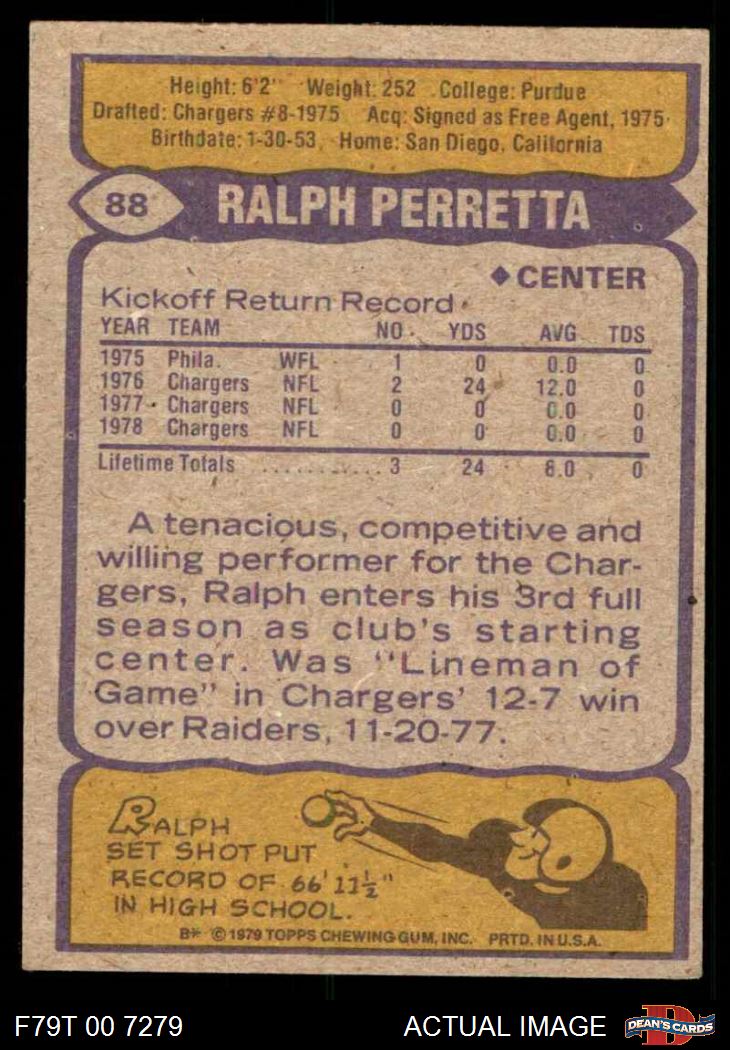 Height: 6'2" Weight: 252 College: Purdue
Drafted: Chargers #8-1975 Acq: Signed as Free Agent, 1975
Birthdate: 1-30-53 Home: San Diego, California
88 RALPH PERRETTA
◆ CENTER
Kickoff Return Record
YEAR TEAM NO. YDS AVG TDS
1975 Phila. WFL 1 0 0.0 0
1976 Chargers NFL 2 24 12.0 0
1977 Chargers NFL 0 0 0.0 0
1978 Chargers NFL 0 0 0.0 0
Lifetime Totals ............ 3 24 8.0 0
A tenacious, competitive and
willing performer for the Char-
gers, Ralph enters his 3rd full
season as club's starting
center. Was "Lineman of
Game" in Chargers' 12-7 win
over Raiders, 11-20-77.
RALPH
SET SHOT PUT
RECORD OF 66' 11½"
IN HIGH SCHOOL.
B* © 1979 TOPPS CHEWING GUM, INC. PRTD. IN U.S.A.
F79T 00 7279 ACTUAL IMAGE D DEAN'S CARDS